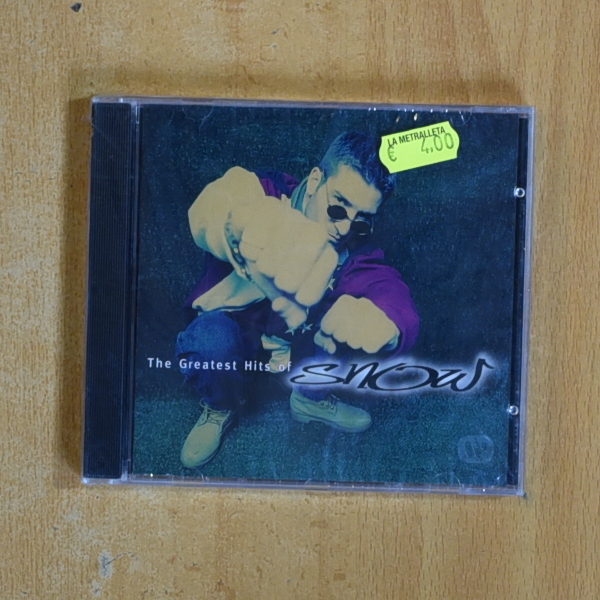 LA METRALLETA
€ 4,00
The Greatest Hits of snow